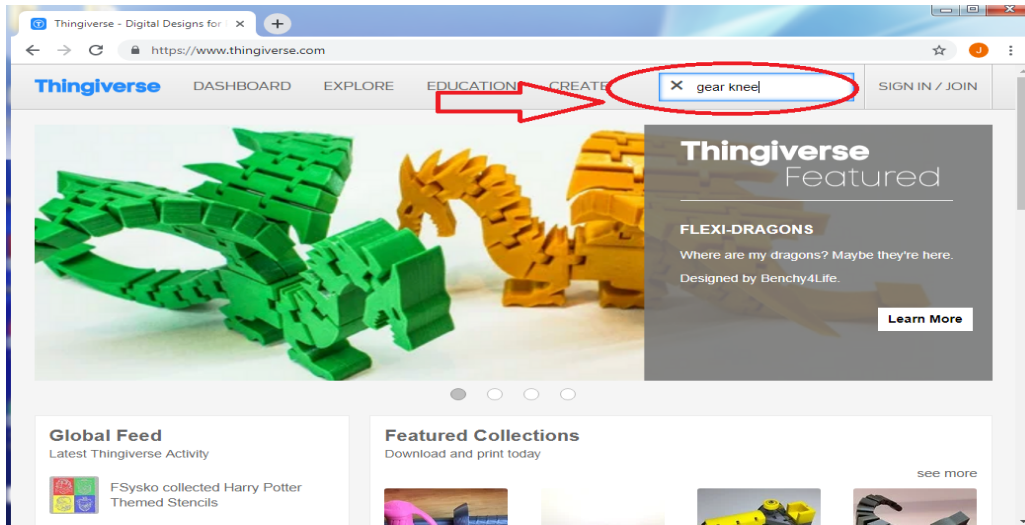 Thingiverse - Digital Designs for
https://www.thingiverse.com
J
Thingiverse DASHBOARD EXPLORE EDUCATION CREATE gear knee SIGN IN / JOIN
Thingiverse
Featured
FLEXI-DRAGONS
Where are my dragons? Maybe they're here.
Designed by Benchy4Life.
Learn More
Global Feed
Latest Thingiverse Activity
FSysko collected Harry Potter
Themed Stencils
Featured Collections
Download and print today
see more